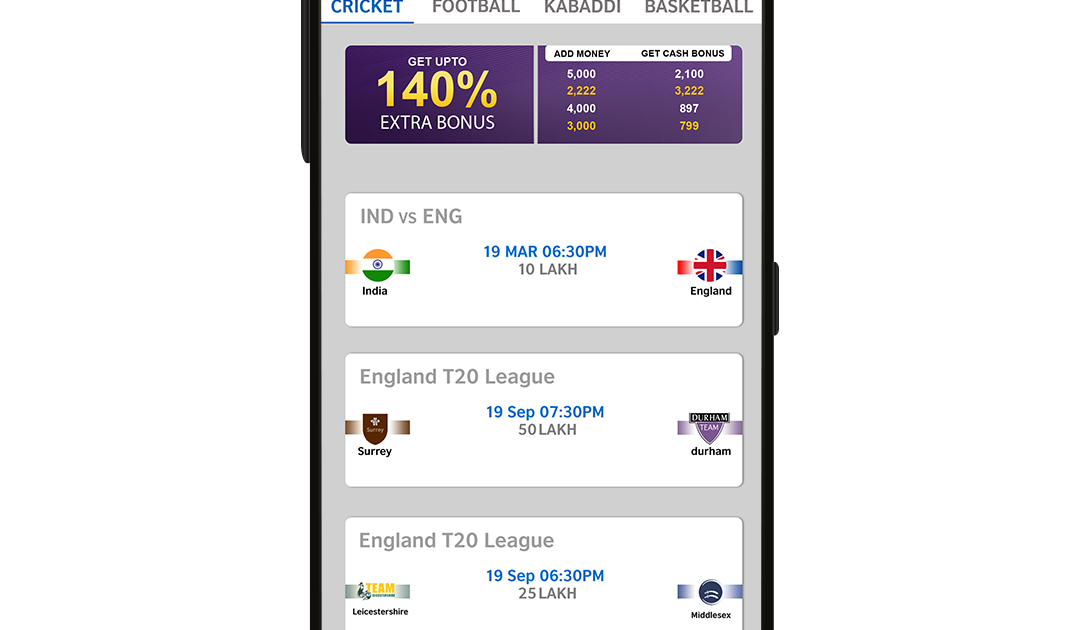 CRICKET FOOTBALL KABADDI BASKETBALL
GET UPTO
140%
EXTRA BONUS
ADD MONEY GET CASH BONUS
5,000 2,100
2,222 3,222
4,000 897
3,000 799
IND vs ENG
19 MAR 06:30PM
10 LAKH
India England
England T20 League
19 Sep 07:30PM
50 LAKH
Surrey
DURHAM
TEAM
Surrey durham
England T20 League
19 Sep 06:30PM
25 LAKH
TEAM
Leicestershire Middlesex